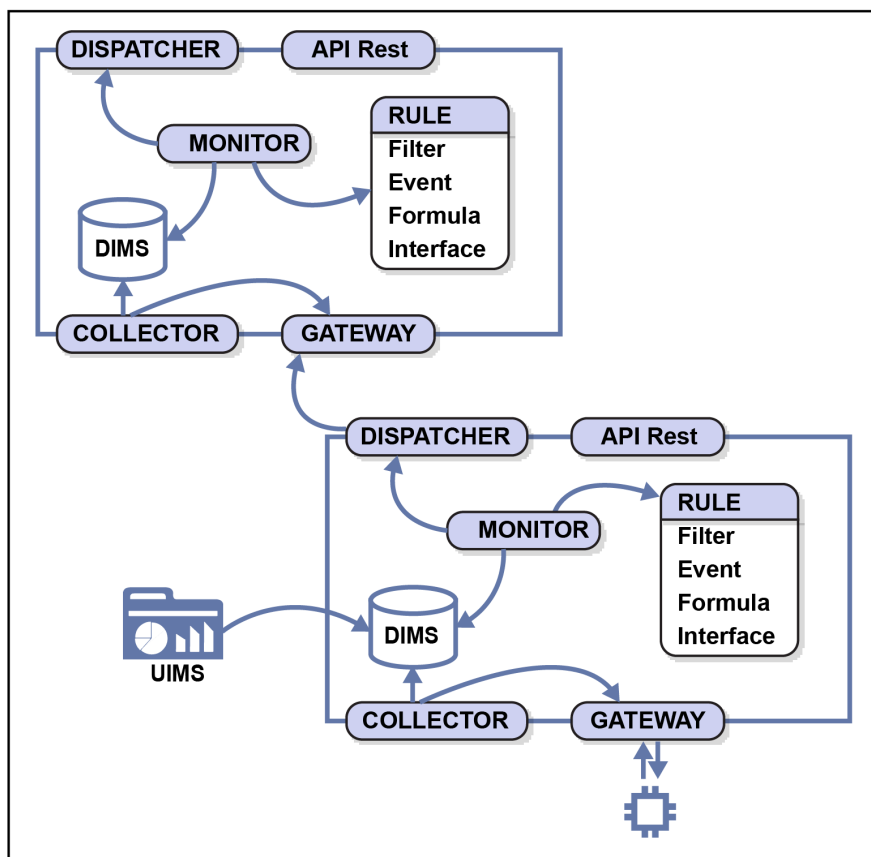 DISPATCHER
API Rest
MONITOR
RULE
Filter
Event
Formula
Interface
DIMS
COLLECTOR
GATEWAY
DISPATCHER
API Rest
MONITOR
RULE
Filter
Event
Formula
Interface
DIMS
UIMS
COLLECTOR
GATEWAY